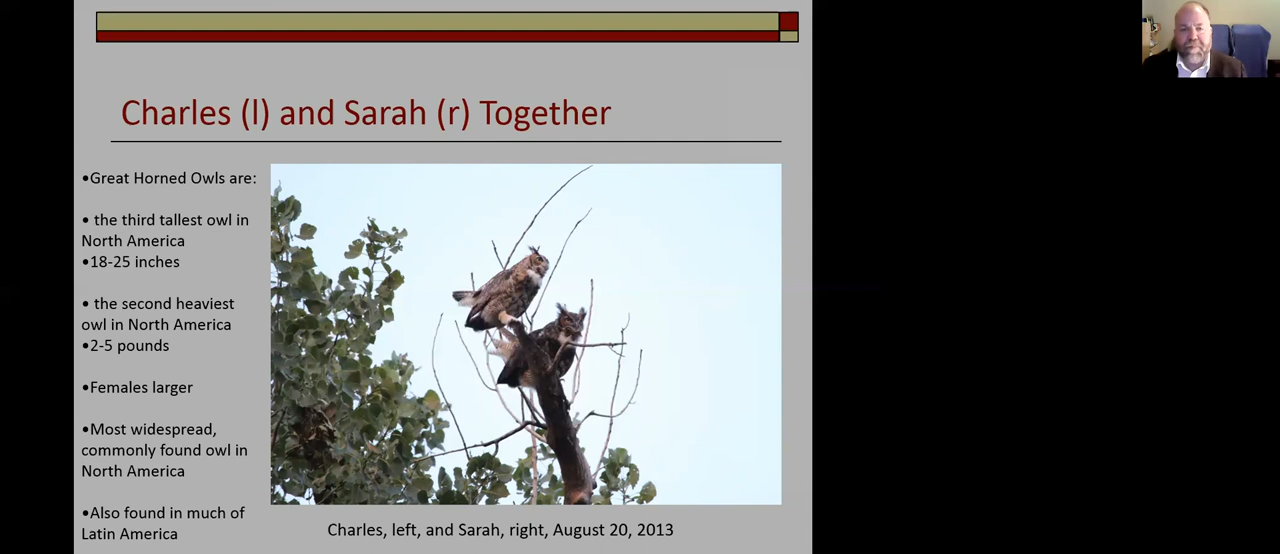 Charles (l) and Sarah (r) Together
•Great Horned Owls are:
• the third tallest owl in
North America
•18-25 inches
• the second heaviest
owl in North America
•2-5 pounds
•Females larger
•Most widespread,
commonly found owl in
North America
•Also found in much of
Latin America
Charles, left, and Sarah, right, August 20, 2013